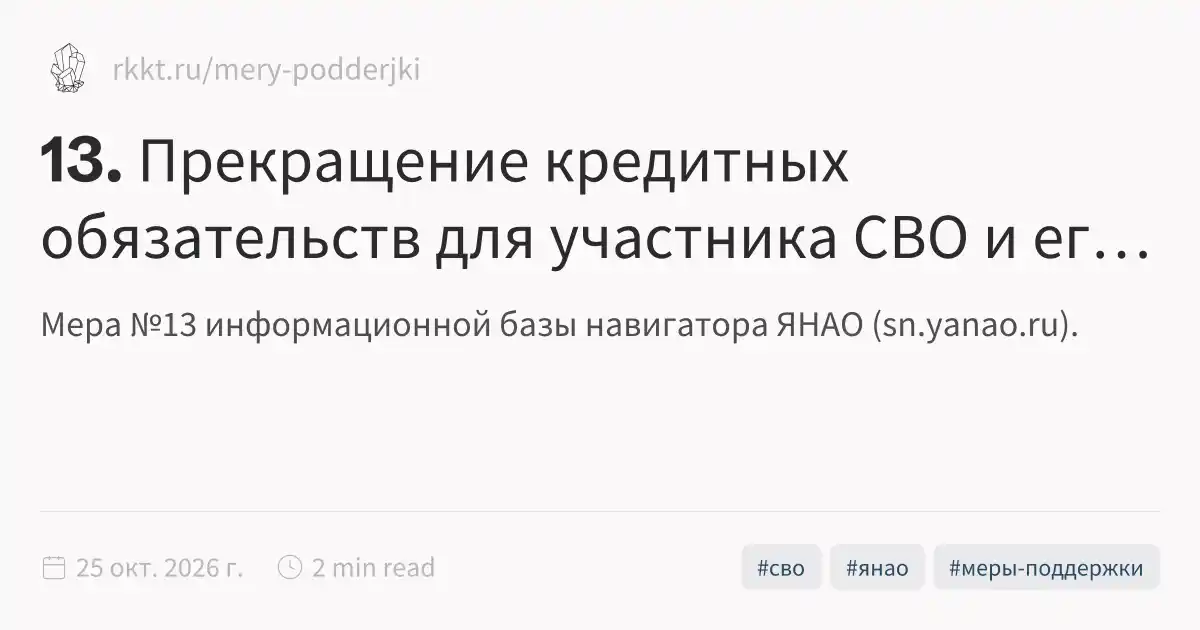 rkkt.ru/mery-podderjki
13. Прекращение кредитных
обязательств для участника СВО и ег…
Мера №13 информационной базы навигатора ЯНАО (sn.yanao.ru).
25 окт. 2026 г. 2 min read #сво #янао #меры-поддержки